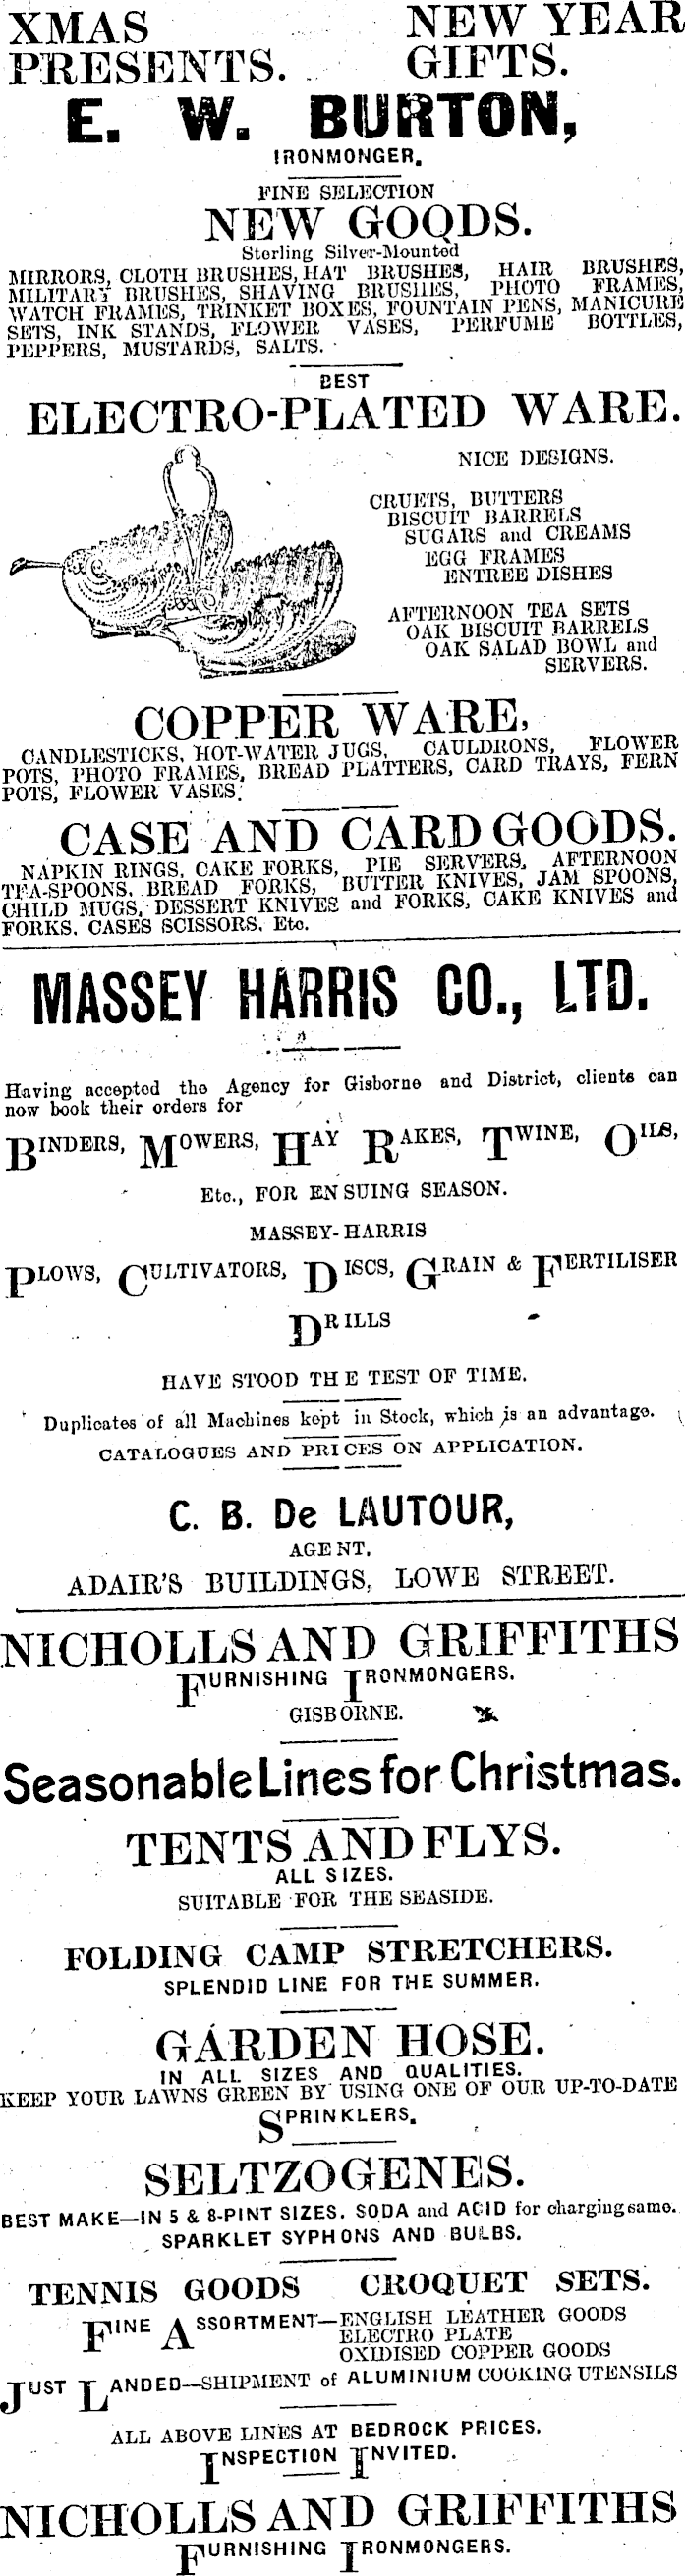 XMAS NEW YEAR
PRESENTS. GIFTS.
E. W. BURTON,
IRONMONGER.
FINE SELECTION
NEW GOODS.
Sterling Silver-Mounted
MIRRORS, CLOTH BRUSHES, HAT BRUSHES, HAIR BRUSHES,
MILITARY BRUSHES, SHAVING BRUSHES, PHOTO FRAMES,
WATCH FRAMES, TRINKET BOXES, FOUNTAIN PENS, MANICURE
SETS, INK STANDS, FLOWER VASES, PERFUME BOTTLES,
PEPPERS, MUSTARDS, SALTS.
BEST
ELECTRO-PLATED WARE.
NICE DESIGNS.
CRUETS, BUTTERS
BISCUIT BARRELS
SUGARS and CREAMS
EGG FRAMES
ENTREE DISHES
AFTERNOON TEA SETS
OAK BISCUIT BARRELS
OAK SALAD BOWL and
SERVERS.
COPPER WARE,
CANDLESTICKS, HOT-WATER JUGS, CAULDRONS, FLOWER
POTS, PHOTO FRAMES, BREAD PLATTERS, CARD TRAYS, FERN
POTS, FLOWER VASES.
CASE AND CARD GOODS.
NAPKIN RINGS, CAKE FORKS, PIE SERVERS, AFTERNOON
TEA-SPOONS, BREAD FORKS, BUTTER KNIVES, JAM SPOONS,
CHILD MUGS, DESSERT KNIVES and FORKS, CAKE KNIVES and
FORKS, CASES SCISSORS, Etc.
MASSEY HARRIS CO., LTD.
Having accepted the Agency for Gisborne and District, clients can
now book their orders for
BINDERS, MOWERS, HAY RAKES, TWINE, OILS,
Etc., FOR ENSUING SEASON.
MASSEY-HARRIS
PLOWS, CULTIVATORS, DISCS, GRAIN & FERTILISER
DRILLS
HAVE STOOD THE TEST OF TIME.
Duplicates of all Machines kept in Stock, which is an advantage.
CATALOGUES AND PRICES ON APPLICATION.
C. B. De LAUTOUR,
AGENT,
ADAIR'S BUILDINGS, LOWE STREET.
NICHOLLS AND GRIFFITHS
FURNISHING IRONMONGERS.
GISBORNE.
Seasonable Lines for Christmas.
TENTS AND FLYS.
ALL SIZES.
SUITABLE FOR THE SEASIDE.
FOLDING CAMP STRETCHERS.
SPLENDID LINE FOR THE SUMMER.
GARDEN HOSE.
IN ALL SIZES AND QUALITIES.
KEEP YOUR LAWNS GREEN BY USING ONE OF OUR UP-TO-DATE
SPRINKLERS.
SELTZOGENES.
BEST MAKE—IN 5 & 8-PINT SIZES. SODA and ACID for charging same.
SPARKLET SYPHONS AND BULBS.
TENNIS GOODS CROQUET SETS.
FINE ASSORTMENT—ENGLISH LEATHER GOODS
ELECTRO PLATE
OXIDISED COPPER GOODS
JUST LANDED—SHIPMENT of ALUMINIUM COOKING UTENSILS
ALL ABOVE LINES AT BEDROCK PRICES.
INSPECTION INVITED.
NICHOLLS AND GRIFFITHS
FURNISHING IRONMONGERS.